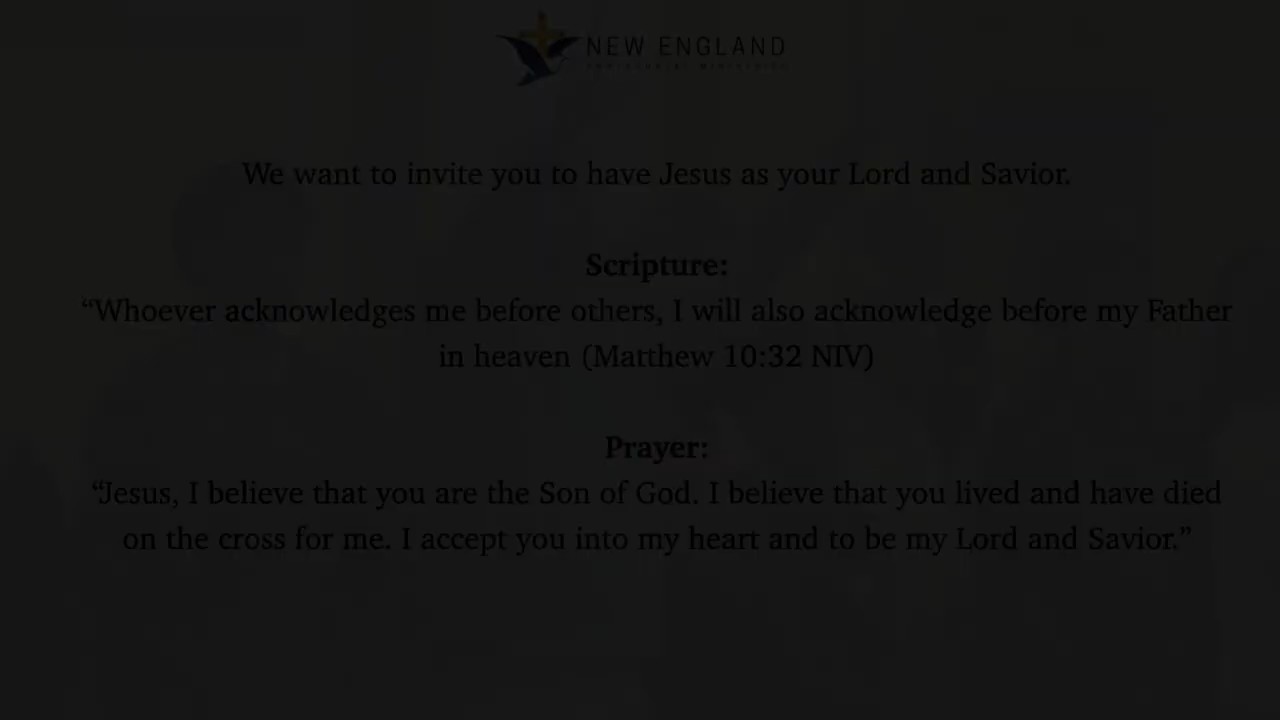 NEW ENGLAND
We want to invite you to have Jesus as your Lord and Savior.
Scripture:
“Whoever acknowledges me before others, I will also acknowledge before my Father
in heaven (Matthew 10:32 NIV)
Prayer:
“Jesus, I believe that you are the Son of God. I believe that you lived and have died
on the cross for me. I accept you into my heart and to be my Lord and Savior.”